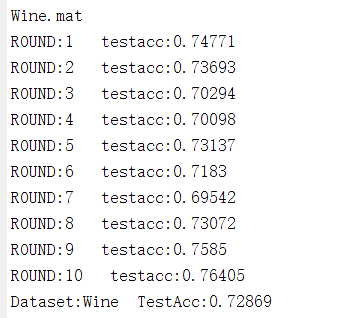 Wine.mat
ROUND:1   testacc:0.74771
ROUND:2   testacc:0.73693
ROUND:3   testacc:0.70294
ROUND:4   testacc:0.70098
ROUND:5   testacc:0.73137
ROUND:6   testacc:0.7183
ROUND:7   testacc:0.69542
ROUND:8   testacc:0.73072
ROUND:9   testacc:0.7585
ROUND:10   testacc:0.76405
Dataset:Wine  TestAcc:0.72869